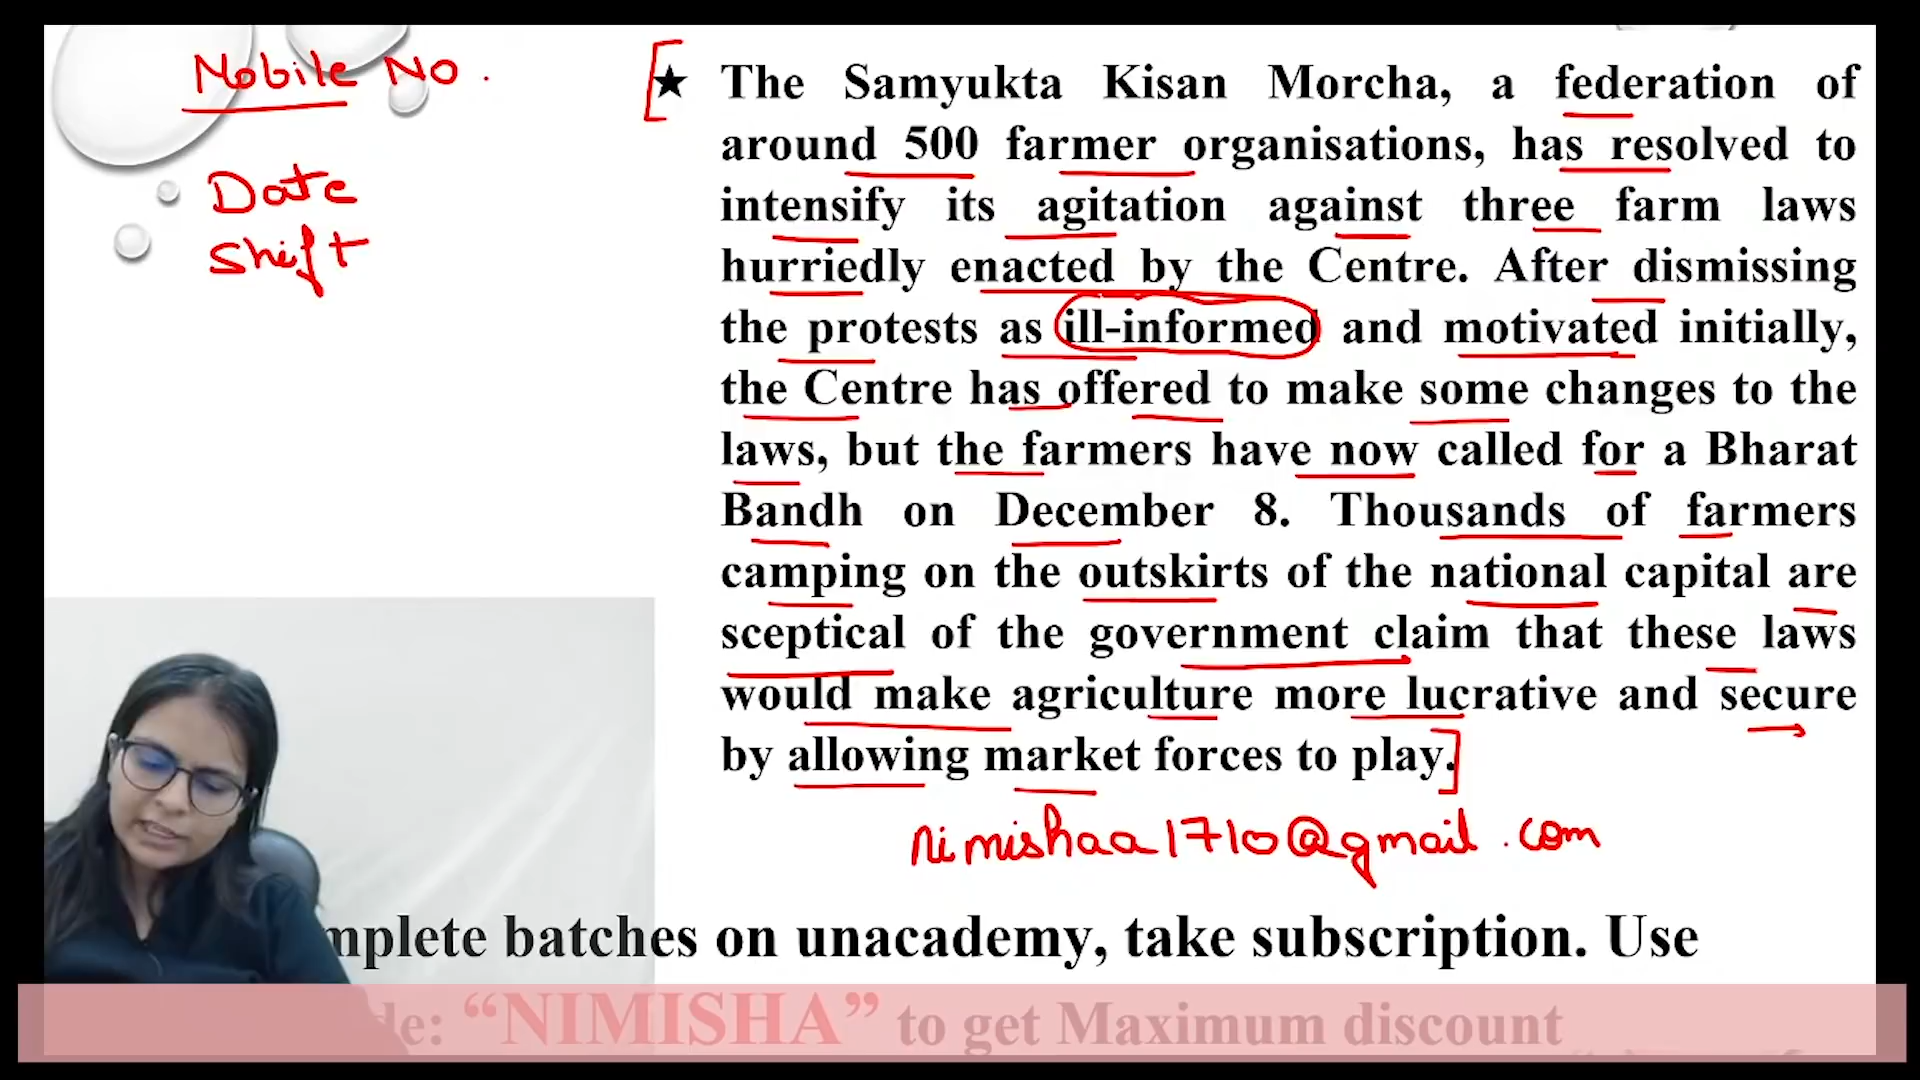 Mobile No.
Date
Shift
★ The Samyukta Kisan Morcha, a federation of
around 500 farmer organisations, has resolved to
intensify its agitation against three farm laws
hurriedly enacted by the Centre. After dismissing
the protests as ill-informed and motivated initially,
the Centre has offered to make some changes to the
laws, but the farmers have now called for a Bharat
Bandh on December 8. Thousands of farmers
camping on the outskirts of the national capital are
sceptical of the government claim that these laws
would make agriculture more lucrative and secure
by allowing market forces to play.
nimishaa1710@gmail.com
mplete batches on unacademy, take subscription. Use
de: “NIMISHA” to get Maximum discount